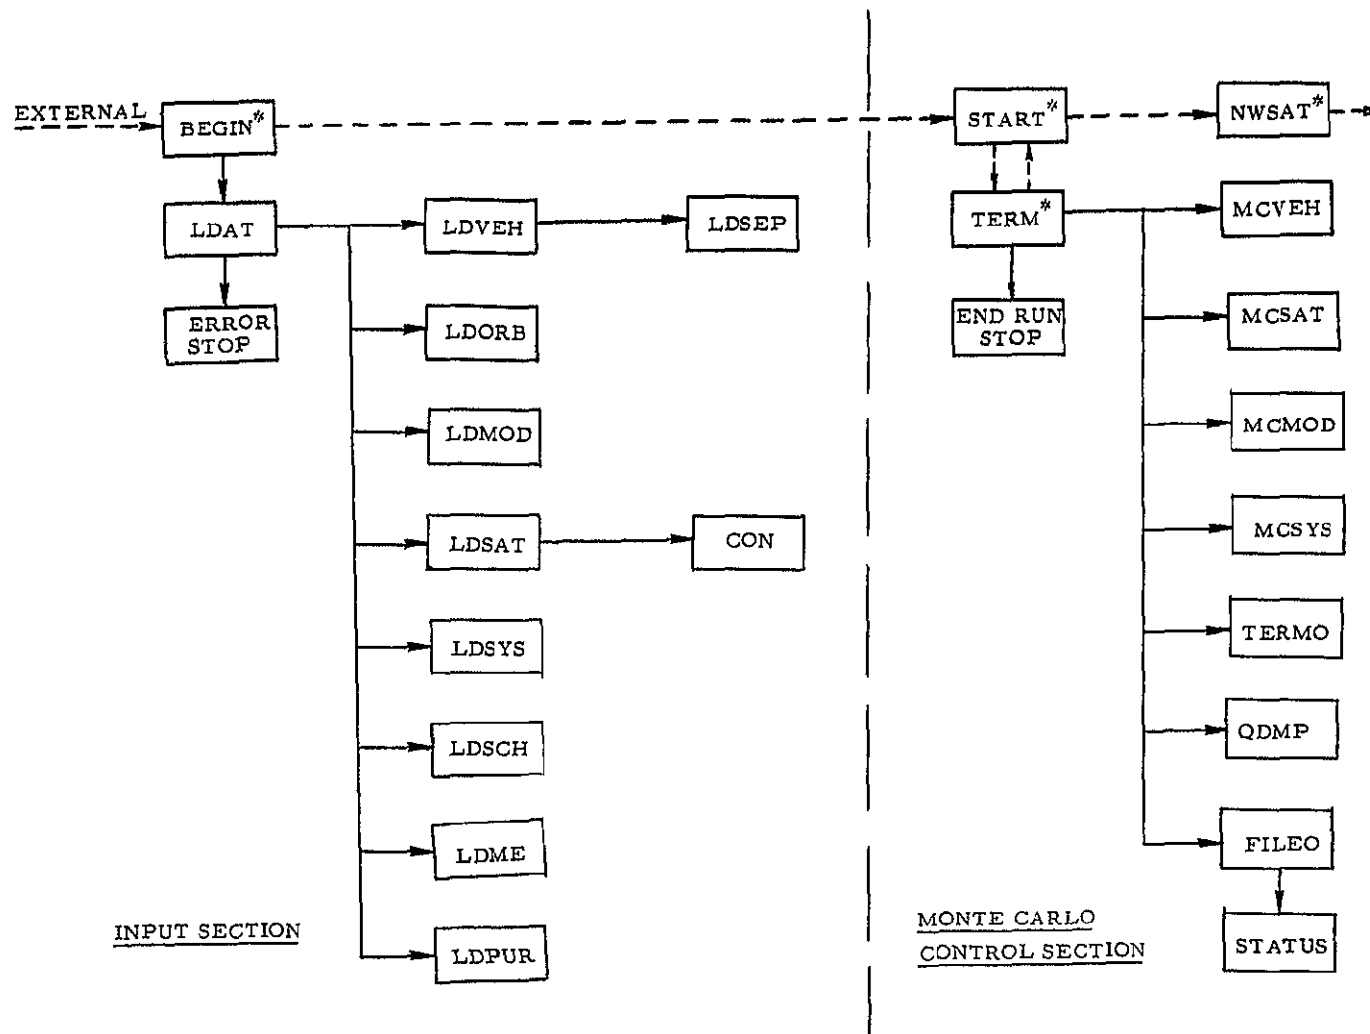 EXTERNAL
BEGIN*
LDAT
ERROR
STOP
LDVEH
LDSEP
LDORB
LDMOD
LDSAT
CON
LDSYS
LDSCH
LDME
LDPUR
INPUT SECTION
START*
NWSAT*
TERM*
MCVEH
END RUN
STOP
MCSAT
MCMOD
MCSYS
TERMO
QDMP
FILEO
STATUS
MONTE CARLO
CONTROL SECTION